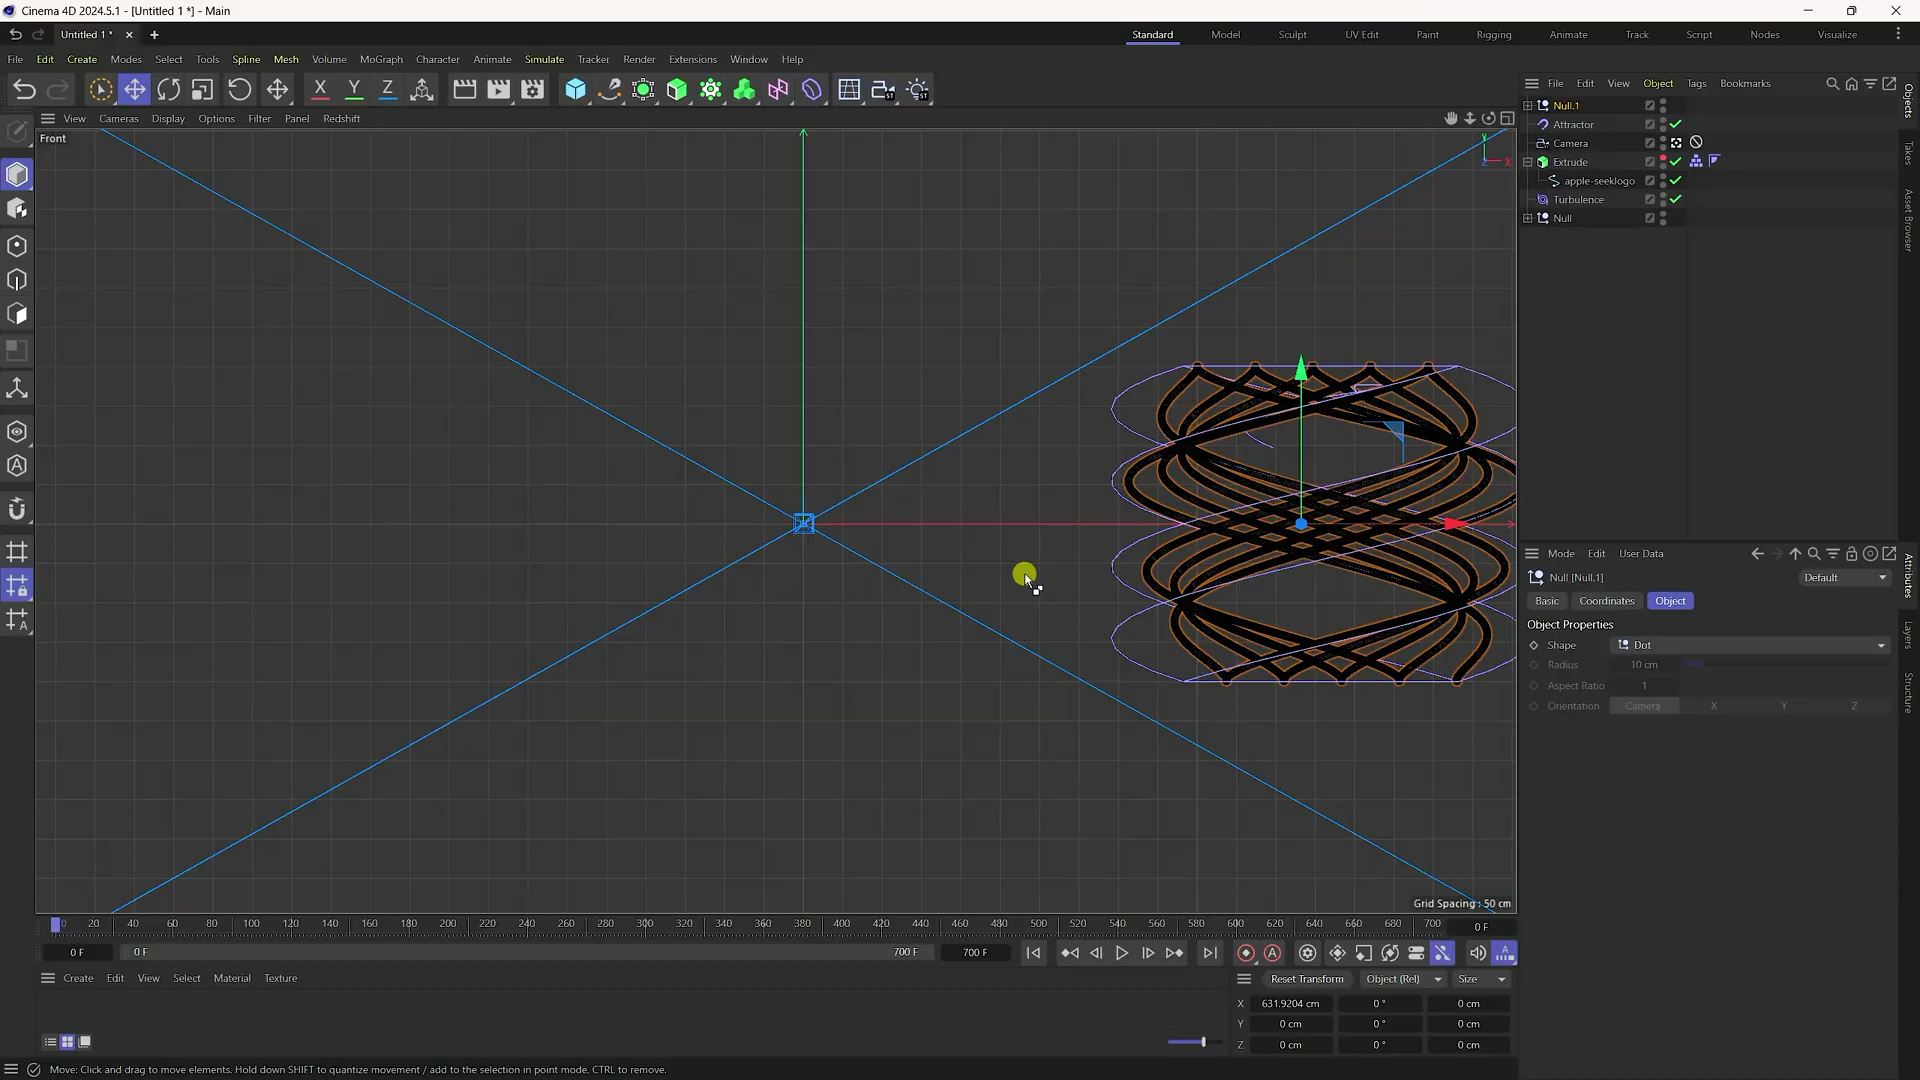 Cinema 4D 2024.5.1 - [Untitled 1 *] - Main
Untitled 1 *
Standard Model Sculpt UV Edit Paint Rigging Animate Track Script Nodes Visualize
File Edit Create Modes Select Tools Spline Mesh Volume MoGraph Character Animate Simulate Tracker Render Extensions Window Help
X Y Z
File Edit View Object Tags Bookmarks
View Cameras Display Options Filter Panel Redshift
Front
Y
X
Z
Null.1
Attractor
Camera
Extrude
apple-seeklogo
Turbulence
Null
Objects
Takes
Asset Browser
Mode Edit User Data
Null [Null.1]
Default
Basic Coordinates Object
Object Properties
Shape Dot
Radius 10 cm
Aspect Ratio 1
Orientation Camera X Y Z
Attributes
Layers
Structure
Grid Spacing : 50 cm
0 20 40 60 80 100 120 140 160 180 200 220 240 260 280 300 320 340 360 380 400 420 440 460 480 500 520 540 560 580 600 620 640 660 680 700
0 F
0 F 0 F 700 F 700 F
Create Edit View Select Material Texture
Reset Transform Object (Rel) Size
X 631.9204 cm 0 ° 0 cm
Y 0 cm 0 ° 0 cm
Z 0 cm 0 ° 0 cm
Move: Click and drag to move elements. Hold down SHIFT to quantize movement / add to the selection in point mode, CTRL to remove.